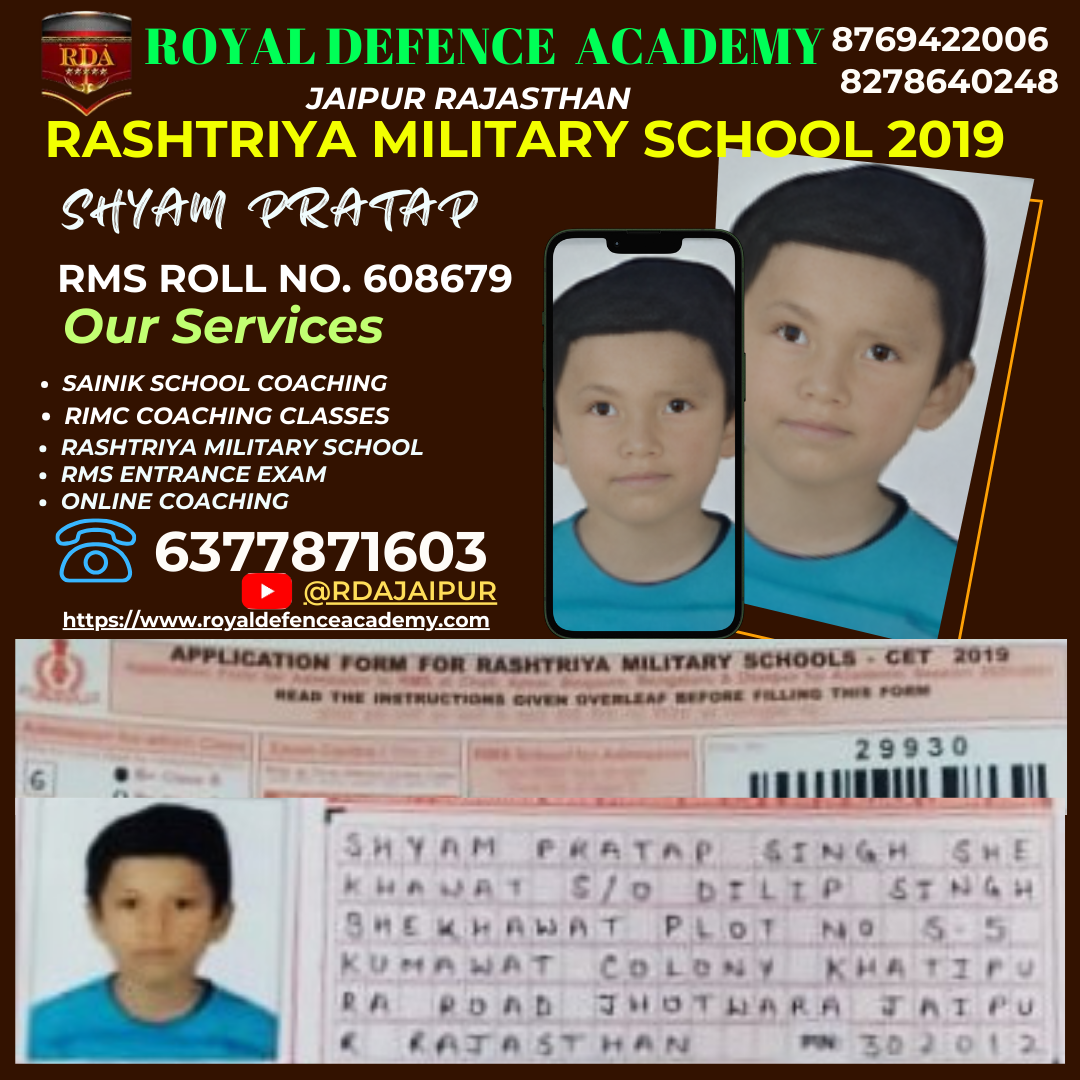 RDA
ROYAL DEFENCE ACADEMY
8769422006
8278640248
JAIPUR RAJASTHAN
RASHTRIYA MILITARY SCHOOL 2019
SHYAM PRATAP
RMS ROLL NO. 608679
Our Services
• SAINIK SCHOOL COACHING
• RIMC COACHING CLASSES
• RASHTRIYA MILITARY SCHOOL
• RMS ENTRANCE EXAM
• ONLINE COACHING
6377871603
@RDAJAIPUR
https://www.royaldefenceacademy.com
APPLICATION FORM FOR RASHTRIYA MILITARY SCHOOLS - CET 2019
READ THE INSTRUCTIONS GIVEN OVERLEAF BEFORE FILLING THIS FORM
29930
6
SHYAM PRATAP SINGH SHE
KHAWAT S/O DILIP SINGH
SHEKHAWAT PLOT NO S-5
KUMAWAT COLONY KHATIPU
RA ROAD JHOTWARA JAIPU
R RAJASTHAN PIN 302012